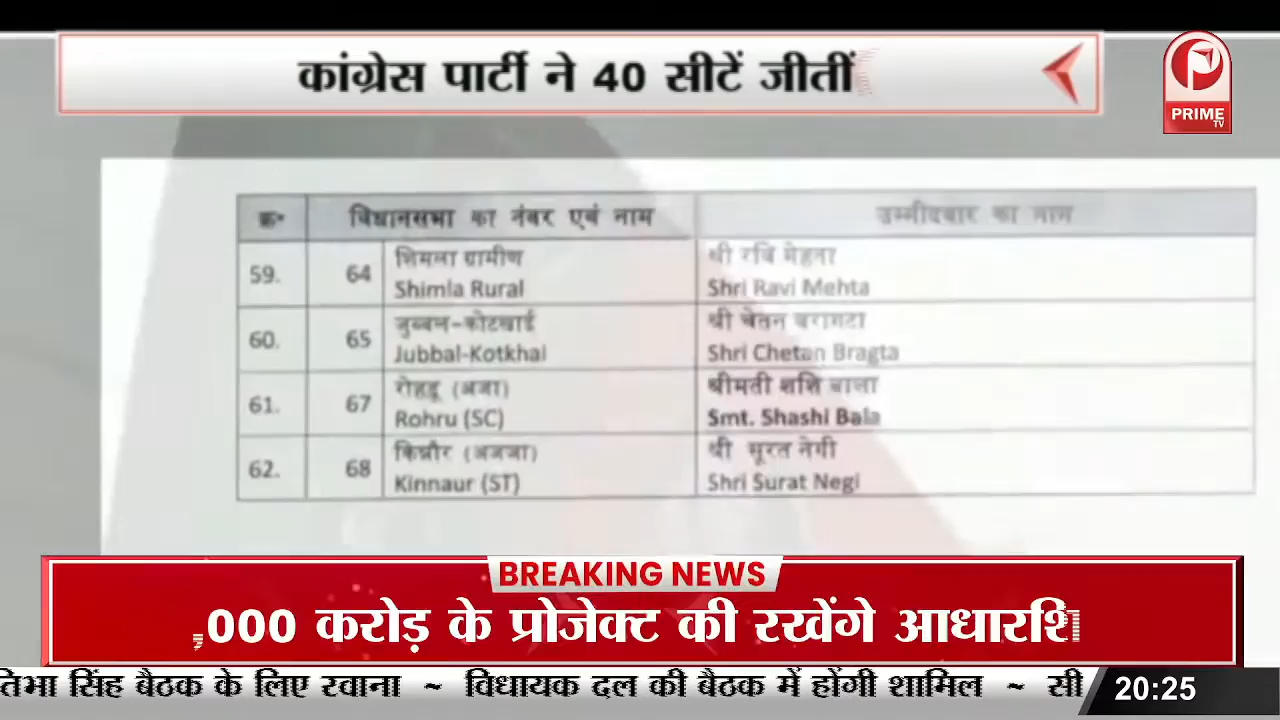 कांग्रेस पार्टी ने 40 सीटें जीतीं
PRIME
TV
क्र॰ विधानसभा का नंबर एवं नाम उम्मीदवार का नाम
59. 64 शिमला ग्रामीण श्री रवि मेहता
Shimla Rural Shri Ravi Mehta
60. 65 जुब्बल-कोटखाई श्री चेतन बरागटा
Jubbal-Kotkhai Shri Chetan Bragta
61. 67 रोहडू (अजा) श्रीमती शशि बाला
Rohru (SC) Smt. Shashi Bala
62. 68 किन्नौर (अजजा) श्री सूरत नेगी
Kinnaur (ST) Shri Surat Negi
BREAKING NEWS
,000 करोड़ के प्रोजेक्ट की रखेंगे
तिभा सिंह बैठक के लिए रवाना ~ विधायक दल की बैठक में होंगी शामिल ~ सी
20:25